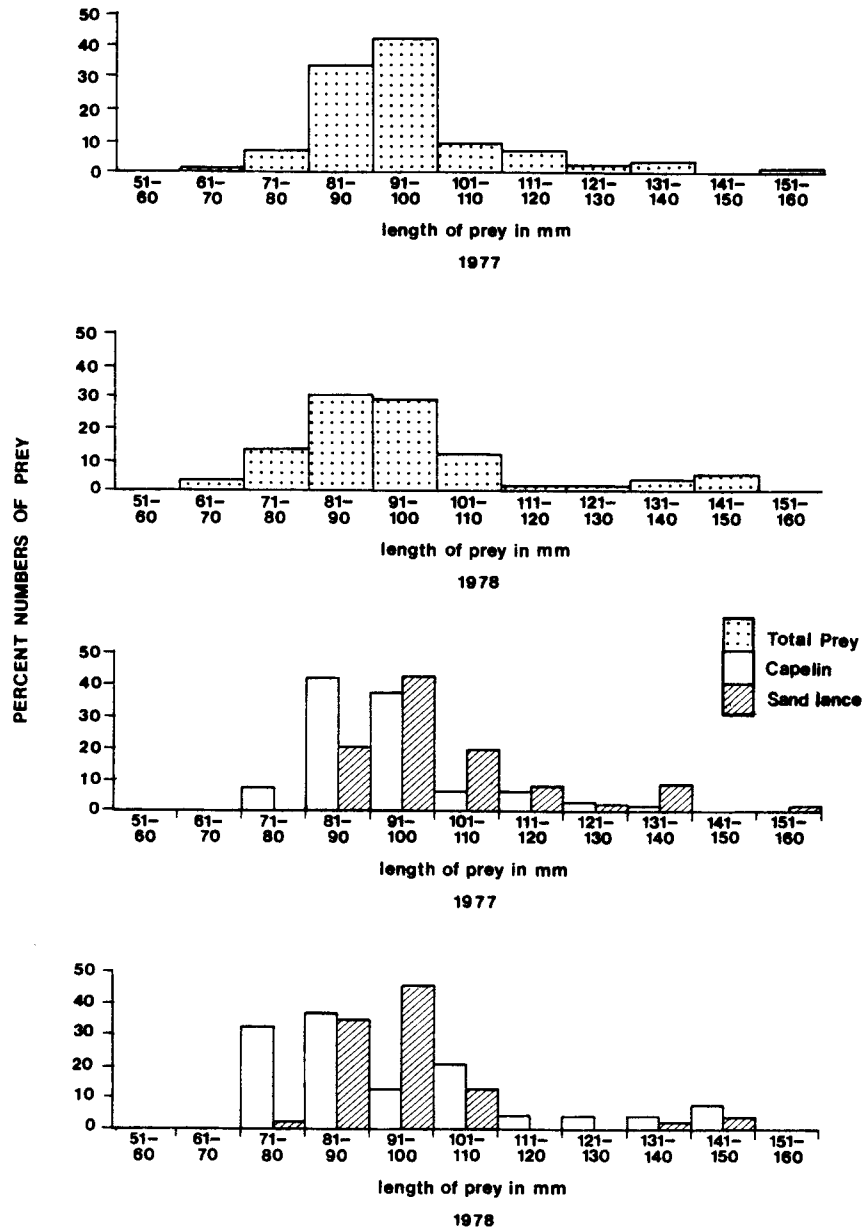 PERCENT NUMBERS OF PREY
50
40
30
20
10
0
51– 61– 71– 81– 91– 101– 111– 121– 131– 141– 151–
60 70 80 90 100 110 120 130 140 150 160
length of prey in mm
1977
50
40
30
20
10
0
51– 61– 71– 81– 91– 101– 111– 121– 131– 141– 151–
60 70 80 90 100 110 120 130 140 150 160
length of prey in mm
1978
Total Prey
Capelin
Sand lance
50
40
30
20
10
0
51– 61– 71– 81– 91– 101– 111– 121– 131– 141– 151–
60 70 80 90 100 110 120 130 140 150 160
length of prey in mm
1977
50
40
30
20
10
0
51– 61– 71– 81– 91– 101– 111– 121– 131– 141– 151–
60 70 80 90 100 110 120 130 140 150 160
length of prey in mm
1978